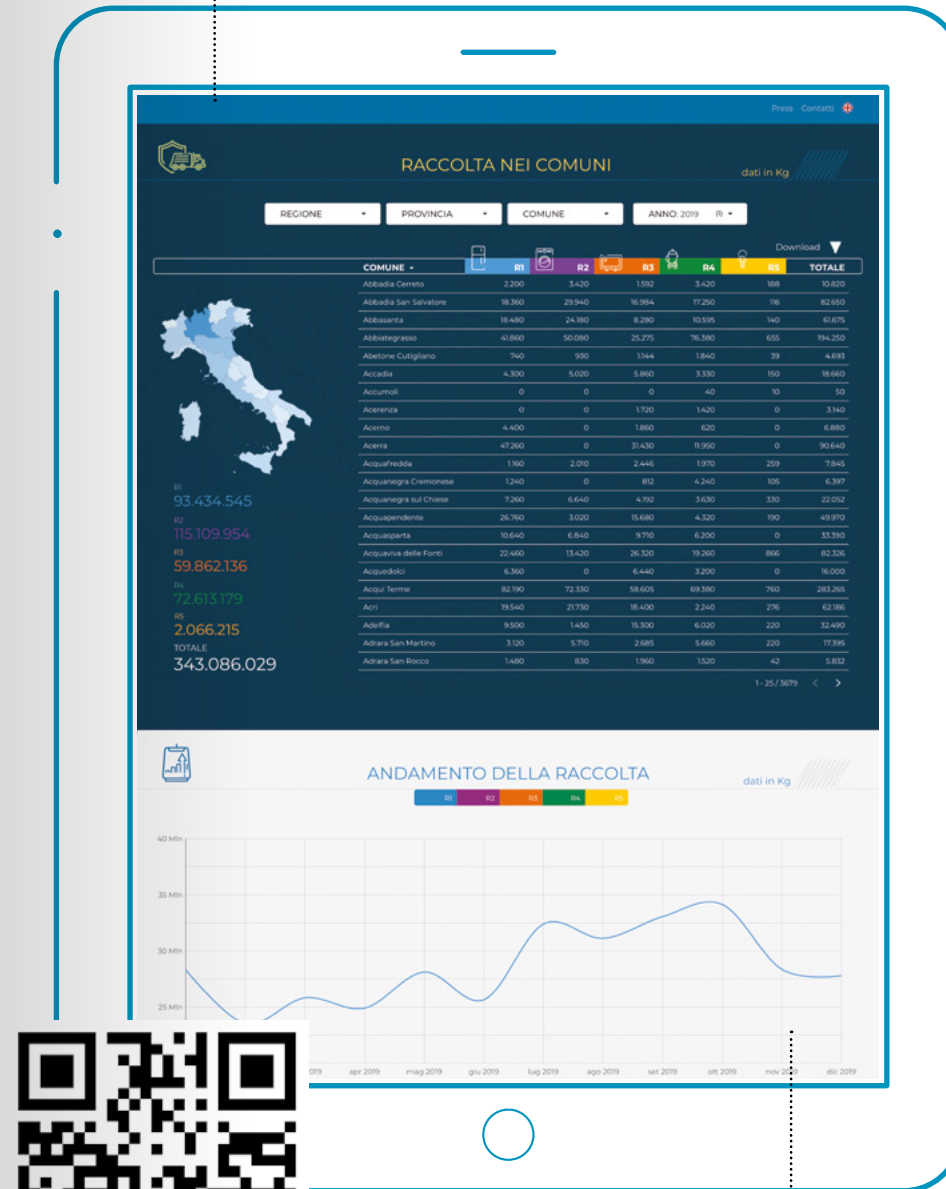 Press Contatti
RACCOLTA NEI COMUNI
dati in Kg
REGIONE PROVINCIA COMUNE ANNO: 2019 (1)
Download
COMUNE R1 R2 R3 R4 R5 TOTALE
Abbadia Cerreto 2.200 3.420 1.592 3.420 188 10.820
Abbadia San Salvatore 18.360 29.940 16.984 17.250 116 82.650
Abbasanta 18.480 24.180 8.280 10.595 140 61.675
Abbiategrasso 41.860 50.080 25.275 76.380 655 194.250
Abetone Cutigliano 740 930 1.144 1.840 39 4.693
Accadia 4.300 5.020 5.860 3.330 150 18.660
Accumoli 0 0 0 40 10 50
Acerenza 0 0 1.720 1.420 0 3.140
Acerno 4.400 0 1.860 620 0 6.880
Acerra 47.260 0 31.430 11.950 0 90.640
Acquafredda 1.160 2.010 2.446 1.970 259 7.845
Acquanegra Cremonese 1.240 0 812 4.240 105 6.397
Acquanegra sul Chiese 7.260 6.640 4.192 3.630 330 22.052
Acquapendente 26.760 3.020 15.680 4.320 190 49.970
Acquasparta 10.640 6.840 9.710 6.200 0 33.390
Acquaviva delle Fonti 22.460 13.420 26.320 19.260 866 82.326
Acquedolci 6.360 0 6.440 3.200 0 16.000
Acqui Terme 82.190 72.330 58.605 69.380 760 283.265
Acri 19.540 21.730 18.400 2.240 276 62.186
Adelfia 9.500 1.450 15.300 6.020 220 32.490
Adrara San Martino 3.120 5.710 2.685 5.660 220 17.395
Adrara San Rocco 1.480 830 1.960 1.520 42 5.832
1 - 25 / 3679 < >
R1
93.434.545
R2
115.109.954
R3
59.862.136
R4
72.613.179
R5
2.066.215
TOTALE
343.086.029
ANDAMENTO DELLA RACCOLTA
dati in Kg
R1 R2 R3 R4 R5
40 Mln
35 Mln
30 Mln
25 Mln
2019 apr 2019 mag 2019 giu 2019 lug 2019 ago 2019 set 2019 ott 2019 nov 2019 dic 2019